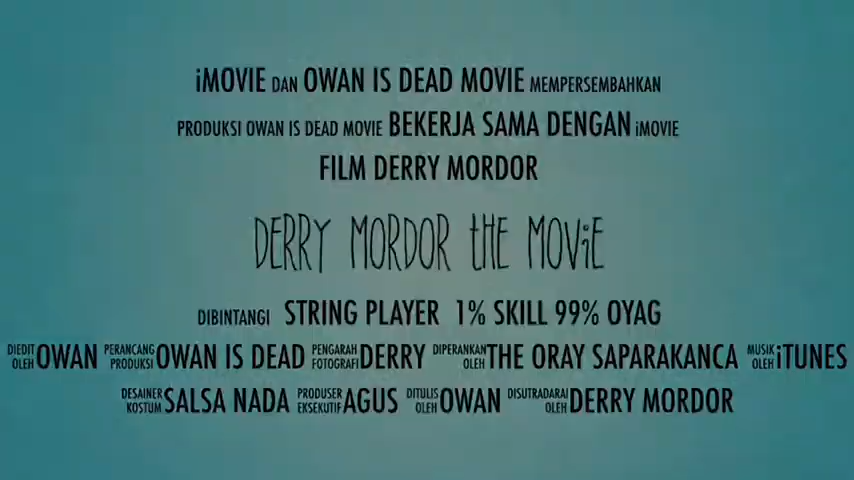 iMOVIE DAN OWAN IS DEAD MOVIE MEMPERSEMBAHKAN
PRODUKSI OWAN IS DEAD MOVIE BEKERJA SAMA DENGAN iMOVIE
FILM DERRY MORDOR
DERRY MORDOR tHE MOViE
DIBINTANGI STRING PLAYER 1% SKILL 99% OYAG
DIEDIT OLEH OWAN PERANCANG PRODUKSI OWAN IS DEAD PENGARAH FOTOGRAFI DERRY DIPERANKAN OLEH THE ORAY SAPARAKANCA MUSIK OLEH iTUNES
DESAINER KOSTUM SALSA NADA PRODUSER EKSEKUTIF AGUS DITULIS OLEH OWAN DISUTRADARAI OLEH DERRY MORDOR